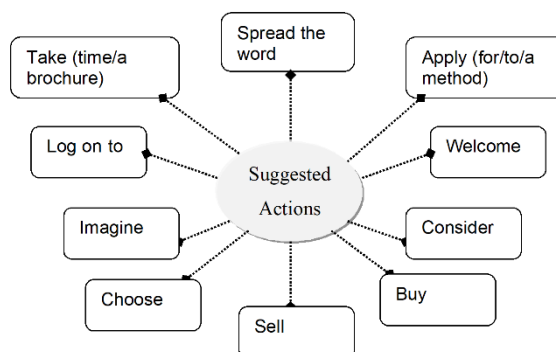 Spread the
word
Take (time/a
brochure)
Apply (for/to/a
method)
Log on to
Welcome
Suggested
Actions
Imagine
Consider
Choose
Buy
Sell